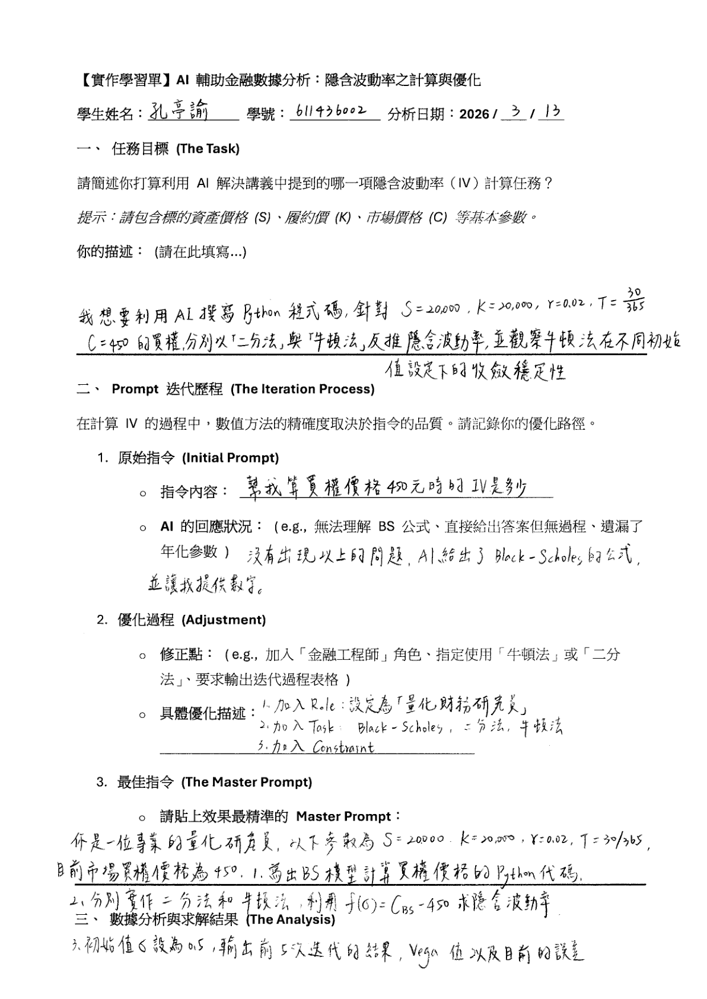 【實作學習單】AI 輔助金融數據分析：隱含波動率之計算與優化
學生姓名：孔亭諭 學號：611436002 分析日期：2026 / 3 / 13
一、 任務目標 (The Task)
請簡述你打算利用 AI 解決講義中提到的哪一項隱含波動率（IV）計算任務？
提示：請包含標的資產價格 (S)、履約價 (K)、市場價格 (C) 等基本參數。
你的描述： (請在此填寫...)
我想要利用AI撰寫Python程式碼, 針對 S=20,000, K=20,000, r=0.02, T=30/365
C=450 的買權,分別以「二分法」與「牛頓法」反推隱含波動率,並觀察牛頓法在不同初始
值設定下的收斂穩定性
二、 Prompt 迭代歷程 (The Iteration Process)
在計算 IV 的過程中，數值方法的精確度取決於指令的品質。請記錄你的優化路徑。
1. 原始指令 (Initial Prompt)
o 指令內容： 幫我算買權價格450元時的IV是多少
o AI 的回應狀況： ( e.g., 無法理解 BS 公式、直接給出答案但無過程、遺漏了
年化參數 ) 沒有出現以上的問題, AI給出了Black-Scholes的公式,
並讓我提供數字。
2. 優化過程 (Adjustment)
o 修正點： ( e.g., 加入「金融工程師」角色、指定使用「牛頓法」或「二分
法」、要求輸出迭代過程表格 )
o 具體優化描述：1. 加入Role：設定為「量化財務研究員」
2. 加入Task： Black-Scholes, 二分法, 牛頓法
3. 加入 Constraint
3. 最佳指令 (The Master Prompt)
o 請貼上效果最精準的 Master Prompt：
你是一位專業的量化研究員, 以下參數為 S=20,000. K=20,000, r=0.02, T=30/365,
目前市場買權價格為450. 1. 寫出BS模型計算買權價格的Python代碼.
2. 分別實作二分法和牛頓法,利用 f(σ)=C_BS-450 求隱含波動率.
三、 數據分析與求解結果 (The Analysis)
3. 初始值σ設為0.5, 輸出前5次迭代的結果, Vega值以及目前的誤差